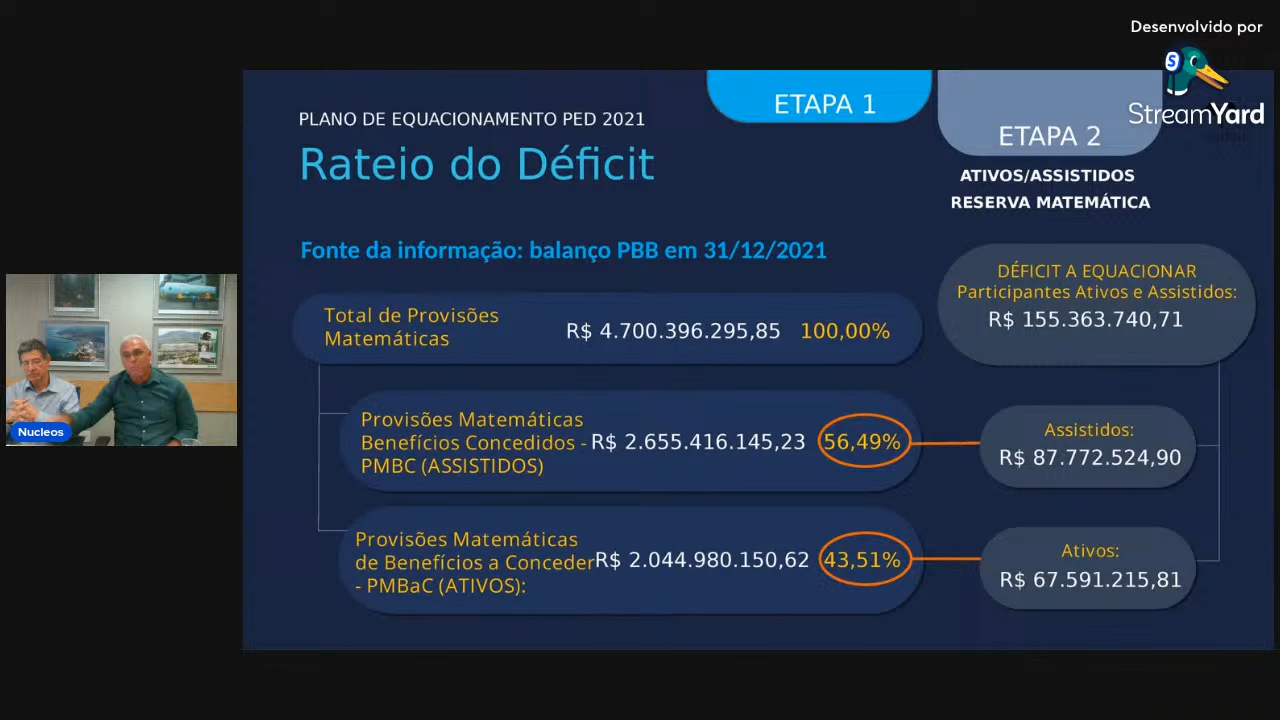 Desenvolvido por
StreamYard
ETAPA 1
ETAPA 2
PLANO DE EQUACIONAMENTO PED 2021
Rateio do Déficit
ATIVOS/ASSISTIDOS
RESERVA MATEMÁTICA
Fonte da informação: balanço PBB em 31/12/2021
DÉFICIT A EQUACIONAR
Participantes Ativos e Assistidos:
R$ 155.363.740,71
Total de Provisões
Matemáticas
R$ 4.700.396.295,85 100,00%
Provisões Matemáticas
Benefícios Concedidos -
PMBC (ASSISTIDOS)
R$ 2.655.416.145,23 56,49%
Assistidos:
R$ 87.772.524,90
Provisões Matemáticas
de Benefícios a Conceder
- PMBaC (ATIVOS):
R$ 2.044.980.150,62 43,51%
Ativos:
R$ 67.591.215,81
Nucleos